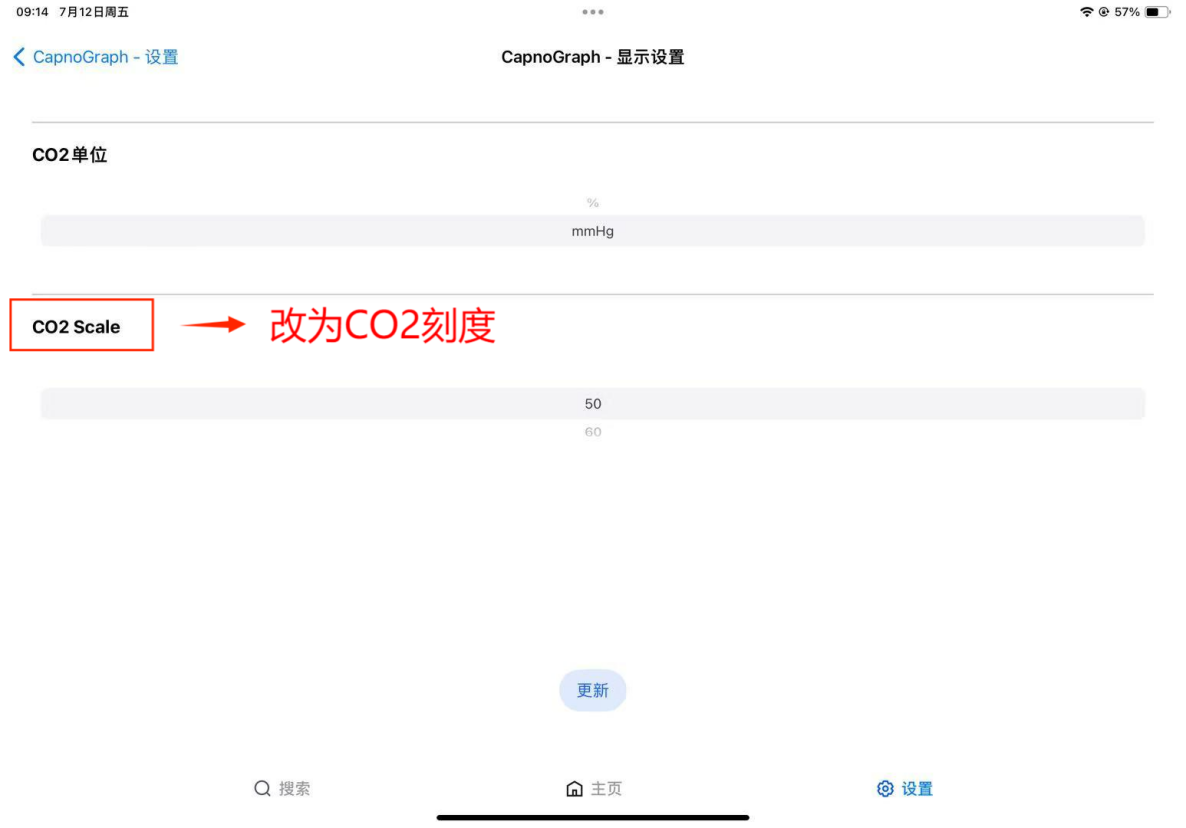 09:14 7月12日周五
57%
CapnoGraph - 设置
CapnoGraph - 显示设置
CO2单位
%
mmHg
CO2 Scale
改为CO2刻度
50
60
更新
搜索
主页
设置